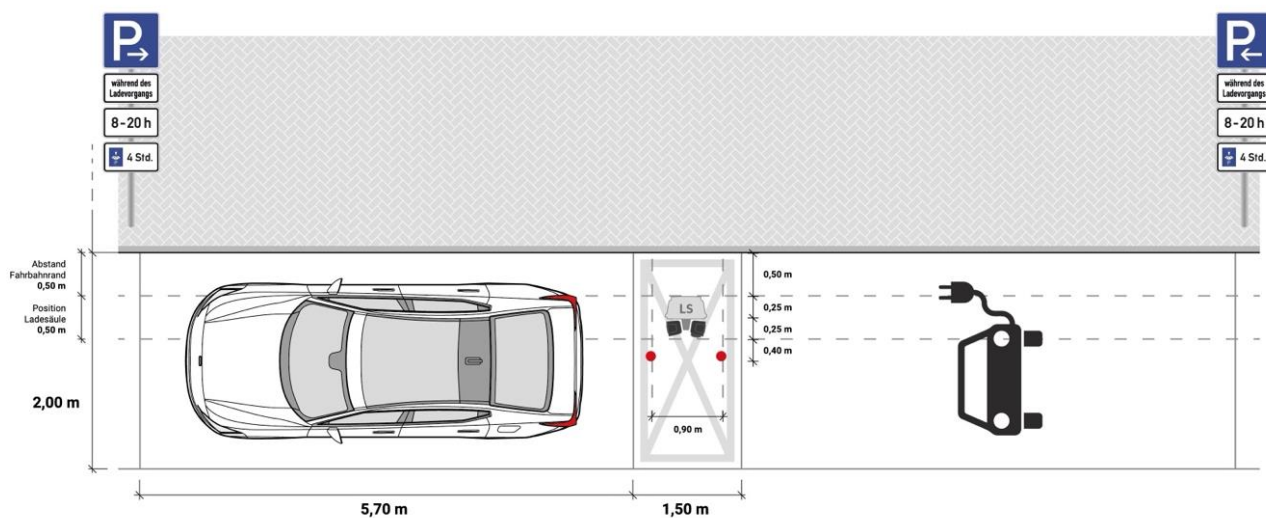 P
während des
Ladevorgangs
8-20 h
4 Std.
P
während des
Ladevorgangs
8-20 h
4 Std.
Abstand
Fahrbahnrand
0,50 m
Position
Ladesäule
0,50 m
2,00 m
LS
0,50 m
0,25 m
0,25 m
0,40 m
0,90 m
5,70 m
1,50 m